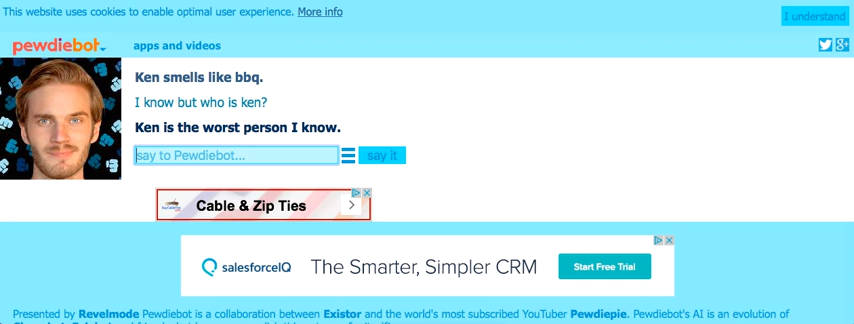 This website uses cookies to enable optimal user experience. More info
I understand
pewdiebot
apps and videos
Ken smells like bbq.
I know but who is ken?
Ken is the worst person I know.
say to Pewdiebot...
say it
Cable & Zip Ties
salesforceIQ The Smarter, Simpler CRM Start Free Trial
Presented by Revelmode Pewdiebot is a collaboration between Existor and the world's most subscribed YouTuber Pewdiepie. Pewdiebot's AI is an evolution of